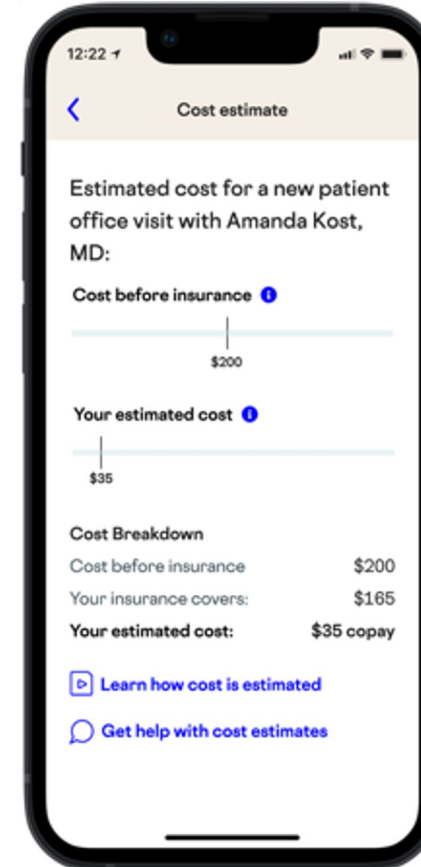 12:22
Cost estimate
Estimated cost for a new patient
office visit with Amanda Kost,
MD:
Cost before insurance i
$200
Your estimated cost i
$35
Cost Breakdown
Cost before insurance $200
Your insurance covers: $165
Your estimated cost: $35 copay
Learn how cost is estimated
Get help with cost estimates